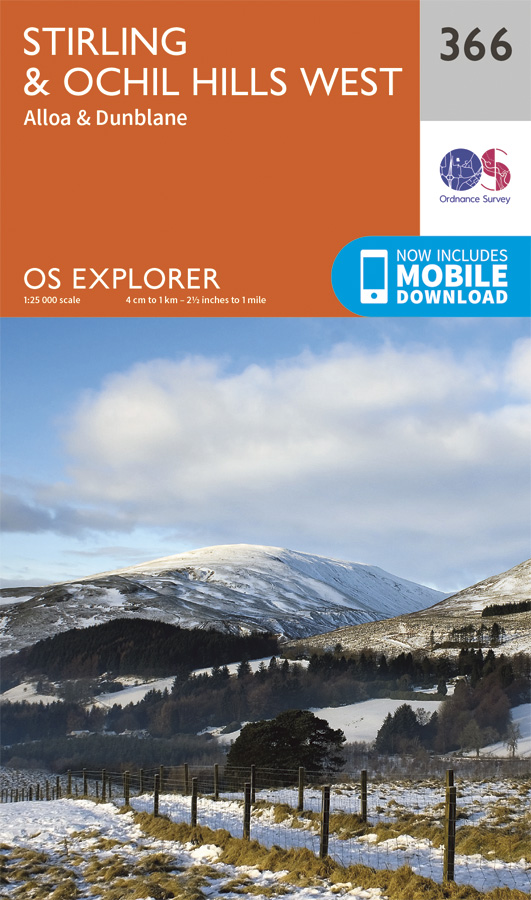 STIRLING
& OCHIL HILLS WEST
Alloa & Dunblane
366
OS
Ordnance Survey
OS EXPLORER
1:25 000 scale 4 cm to 1 km – 2½ inches to 1 mile
NOW INCLUDES
MOBILE
DOWNLOAD